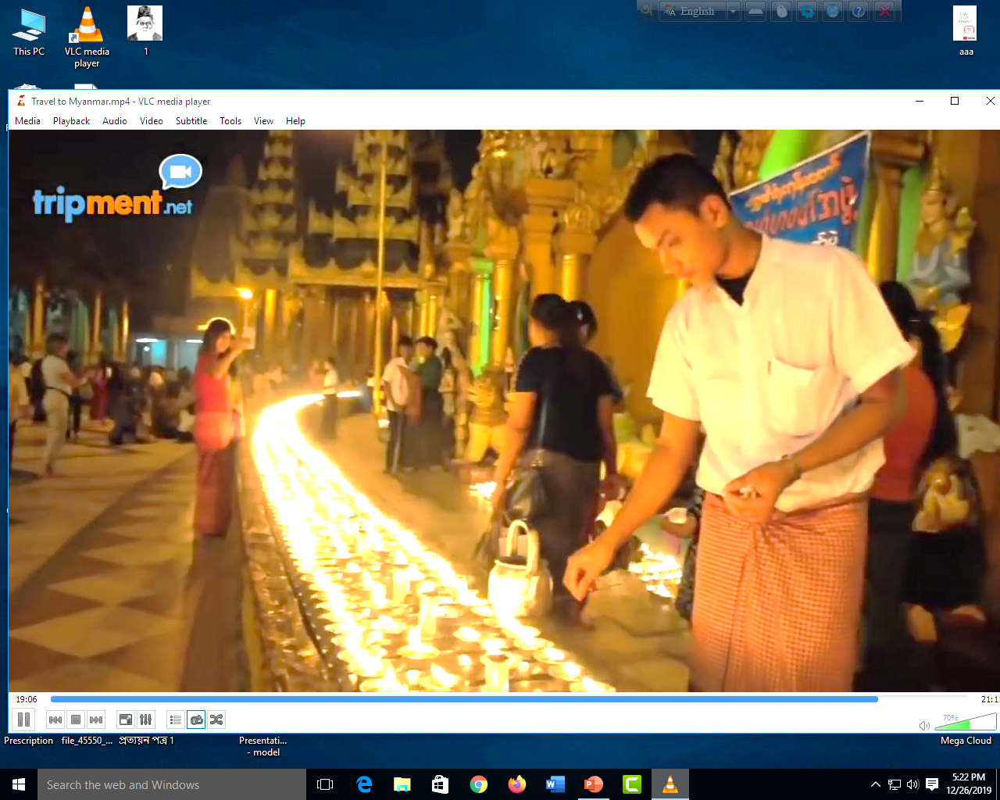 English
This PC
VLC media
player
1
aaa
Travel to Myanmar.mp4 - VLC media player
Media Playback Audio Video Subtitle Tools View Help
tripment.net
19:06
21:1
70%
Prescription file_45550_... প্রত্যয়ন পত্র 1
Presentati...
- model
Mega Cloud
Search the web and Windows
5:22 PM
12/26/2019